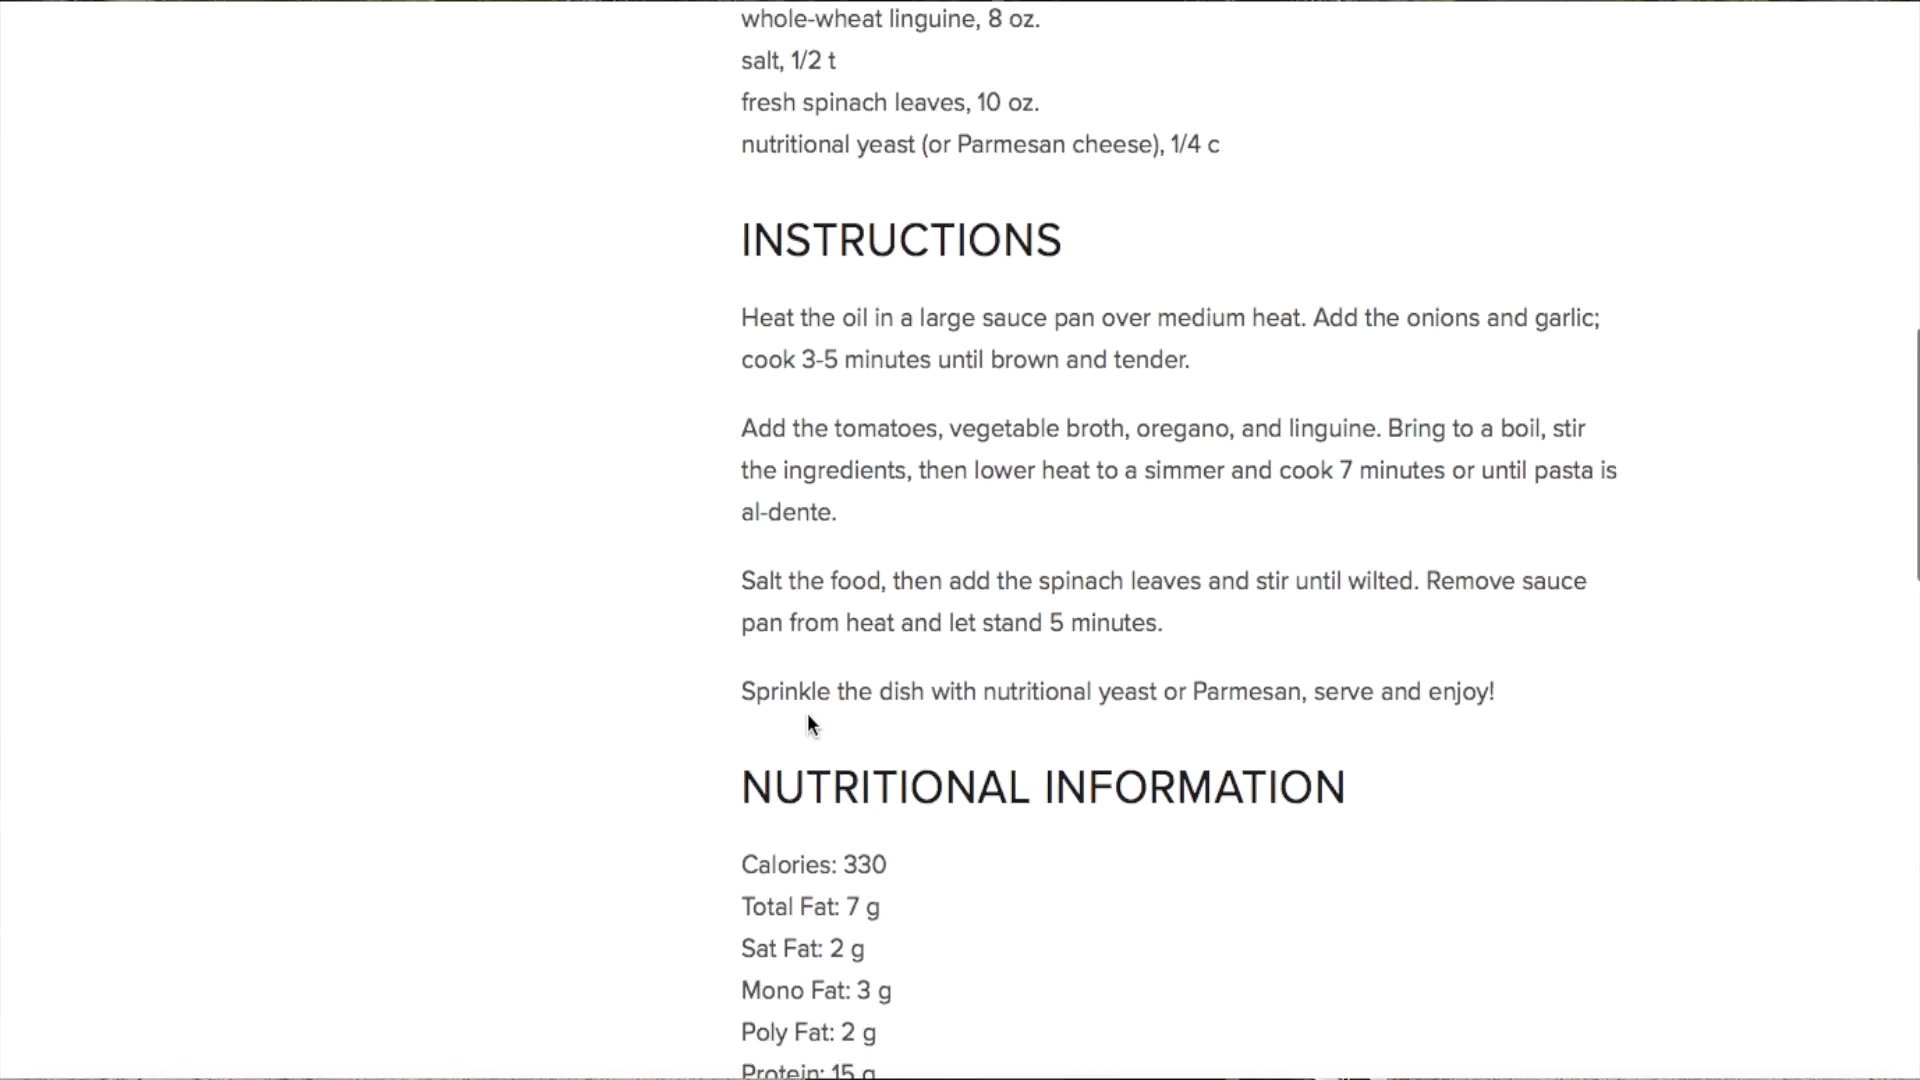 whole-wheat linguine, 8 oz.
salt, 1/2 t
fresh spinach leaves, 10 oz.
nutritional yeast (or Parmesan cheese), 1/4 c
INSTRUCTIONS
Heat the oil in a large sauce pan over medium heat. Add the onions and garlic;
cook 3-5 minutes until brown and tender.
Add the tomatoes, vegetable broth, oregano, and linguine. Bring to a boil, stir
the ingredients, then lower heat to a simmer and cook 7 minutes or until pasta is
al-dente.
Salt the food, then add the spinach leaves and stir until wilted. Remove sauce
pan from heat and let stand 5 minutes.
Sprinkle the dish with nutritional yeast or Parmesan, serve and enjoy!
NUTRITIONAL INFORMATION
Calories: 330
Total Fat: 7 g
Sat Fat: 2 g
Mono Fat: 3 g
Poly Fat: 2 g
Protein: 15 g